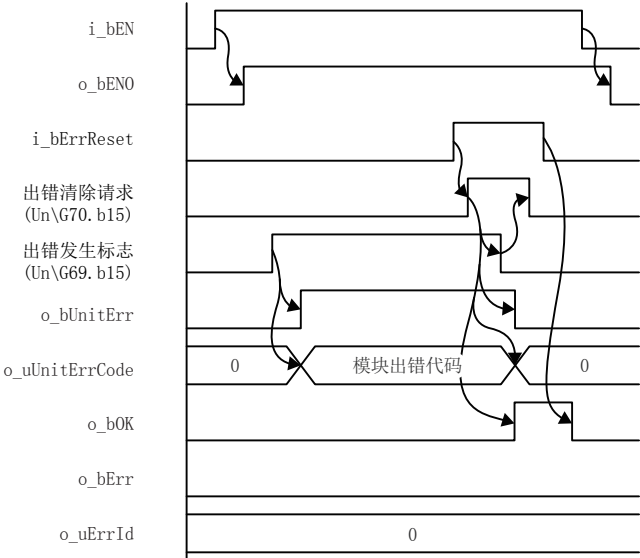 i_bEN
o_bENO
i_bErrReset
出错清除请求
(Un\G70.b15)
出错发生标志
(Un\G69.b15)
o_bUnitErr
o_uUnitErrCode
0
模块出错代码
0
o_bOK
o_bErr
o_uErrId
0